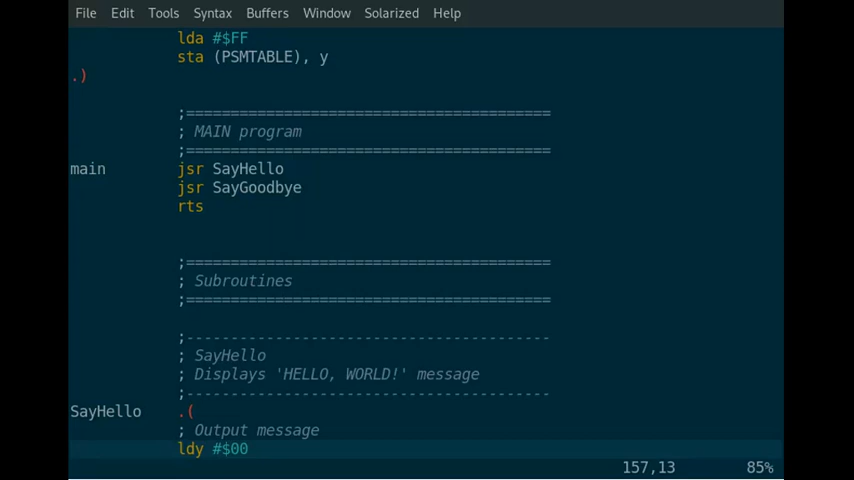 File Edit Tools Syntax Buffers Window Solarized Help
lda #$FF
sta (PSMTABLE), y
.)
;=========================================
; MAIN program
;=========================================
main jsr SayHello
jsr SayGoodbye
rts
;=========================================
; Subroutines
;=========================================
;-----------------------------------------
; SayHello
; Displays 'HELLO, WORLD!' message
;-----------------------------------------
SayHello .(
; Output message
ldy #$00
157,13 85%